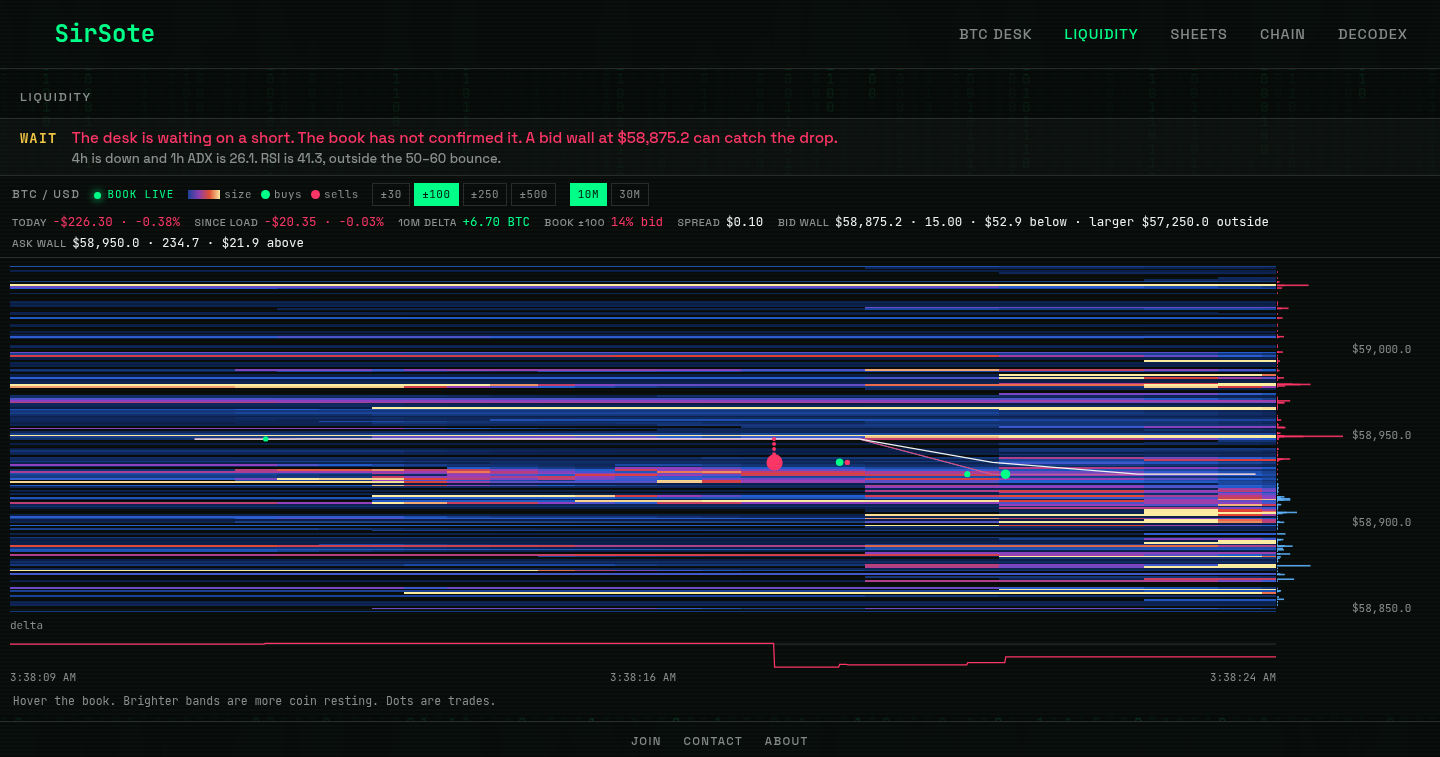 SirSote
BTC DESK LIQUIDITY SHEETS CHAIN DECODEX
LIQUIDITY
WAIT The desk is waiting on a short. The book has not confirmed it. A bid wall at $58,875.2 can catch the drop.
4h is down and 1h ADX is 26.1. RSI is 41.3, outside the 50–60 bounce.
BTC / USD BOOK LIVE size buys sells ±30 ±100 ±250 ±500 10M 30M
TODAY -$226.30 · -0.38% SINCE LOAD -$20.35 · -0.03% 10M DELTA +6.70 BTC BOOK ±100 14% bid SPREAD $0.10 BID WALL $58,875.2 · 15.00 · $52.9 below · larger $57,250.0 outside
ASK WALL $58,950.0 · 234.7 · $21.9 above
$59,000.0
$58,950.0
$58,900.0
$58,850.0
delta
3:38:09 AM 3:38:16 AM 3:38:24 AM
Hover the book. Brighter bands are more coin resting. Dots are trades.
JOIN CONTACT ABOUT